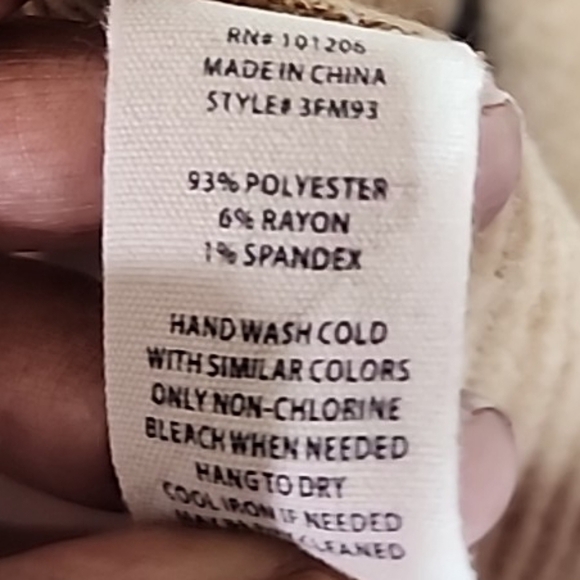 RN# 101206
MADE IN CHINA
STYLE# 3FM93
93% POLYESTER
6% RAYON
1% SPANDEX
HAND WASH COLD
WITH SIMILAR COLORS
ONLY NON-CHLORINE
BLEACH WHEN NEEDED
HANG TO DRY
COOL IRON IF NEEDED
CLEANED